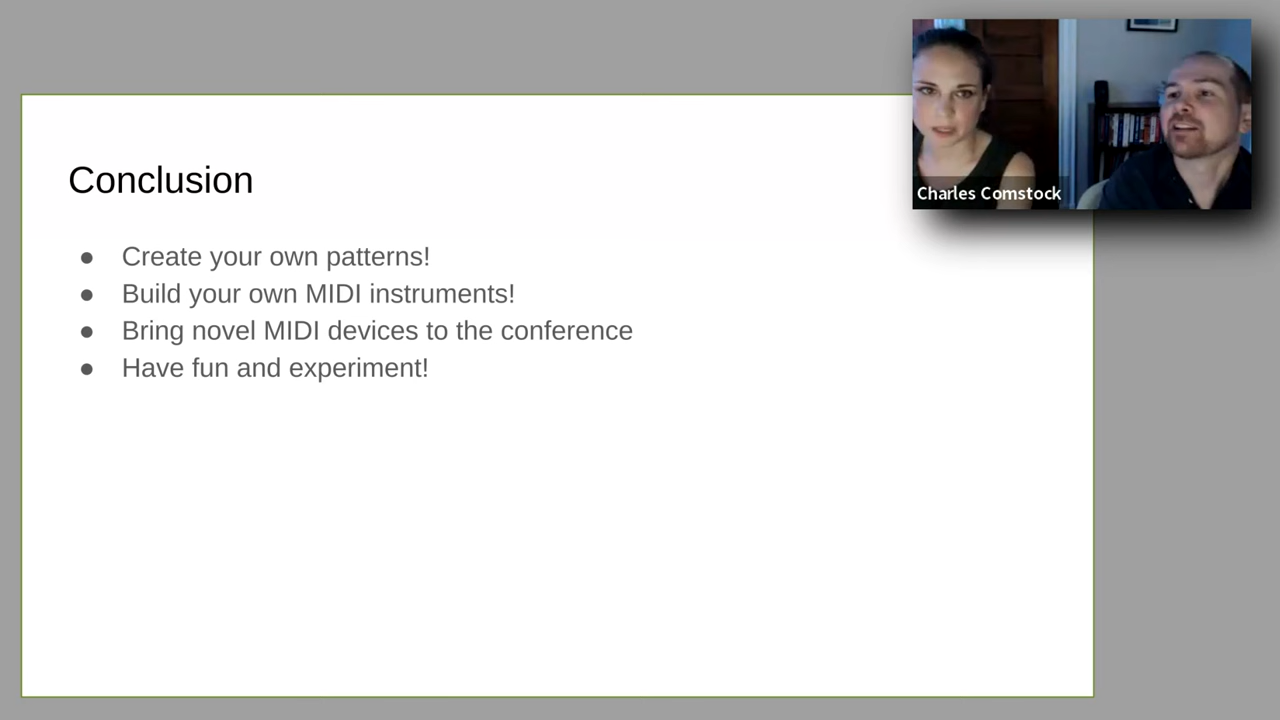 Conclusion
● Create your own patterns!
● Build your own MIDI instruments!
● Bring novel MIDI devices to the conference
● Have fun and experiment!
Charles Comstock